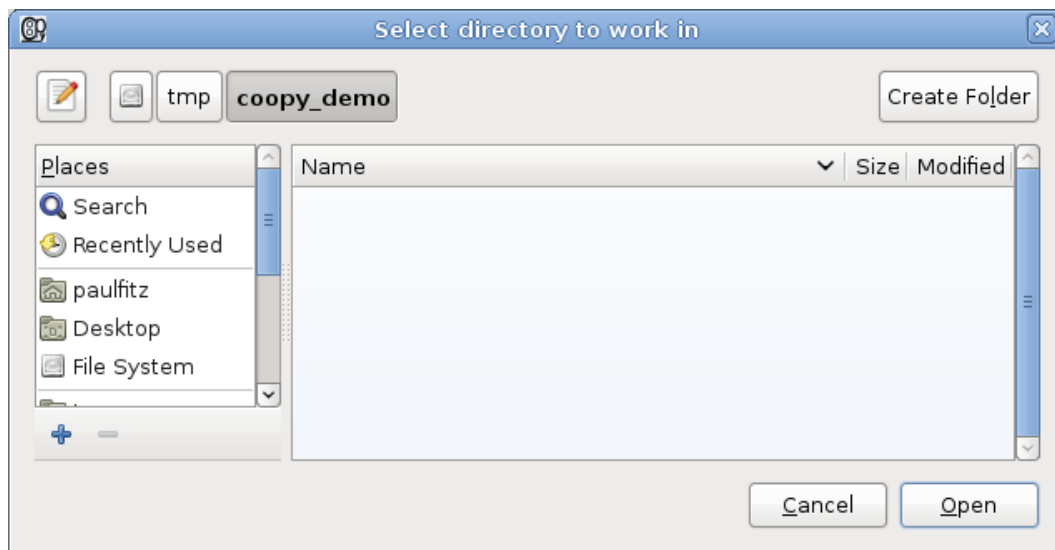 Select directory to work in
tmp coopy_demo Create Folder
Places Name Size Modified
Search
Recently Used
paulfitz
Desktop
File System
Cancel Open